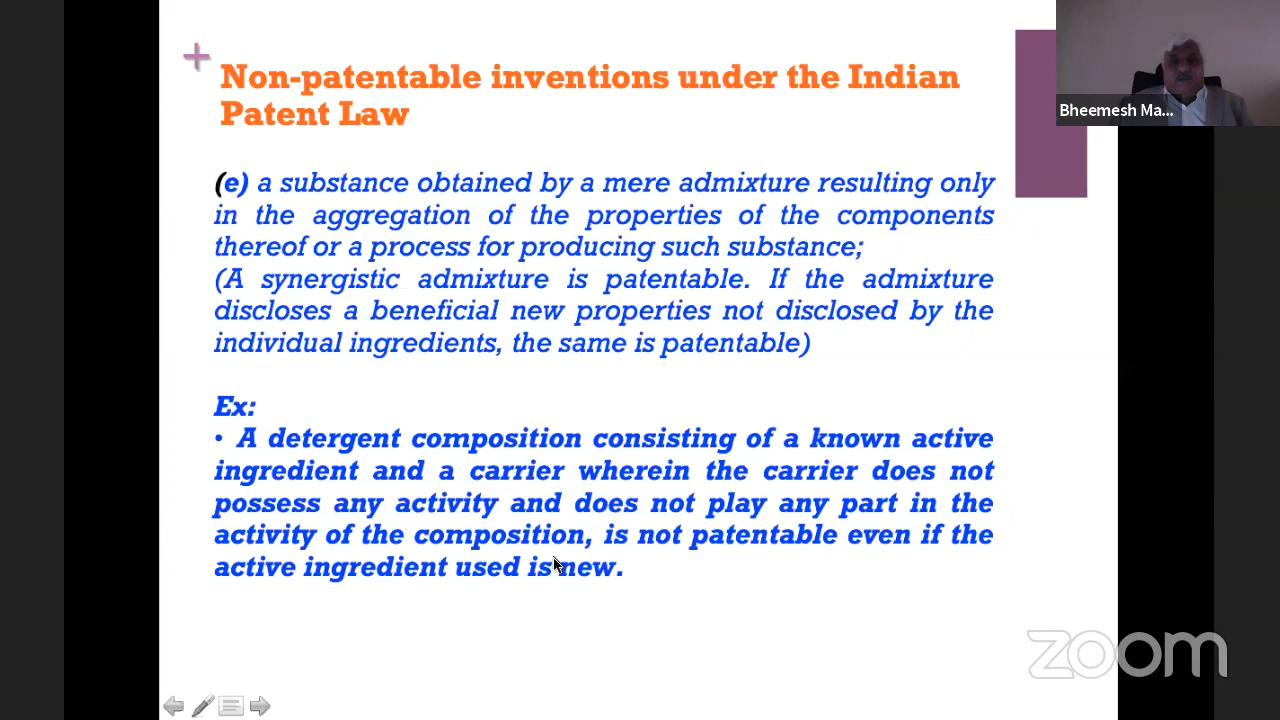 Non-patentable inventions under the Indian
Patent Law
(e) a substance obtained by a mere admixture resulting only
in the aggregation of the properties of the components
thereof or a process for producing such substance;
(A synergistic admixture is patentable. If the admixture
discloses a beneficial new properties not disclosed by the
individual ingredients, the same is patentable)
Ex:
• A detergent composition consisting of a known active
ingredient and a carrier wherein the carrier does not
possess any activity and does not play any part in the
activity of the composition, is not patentable even if the
active ingredient used is new.
Bheemesh Ma...
zoom